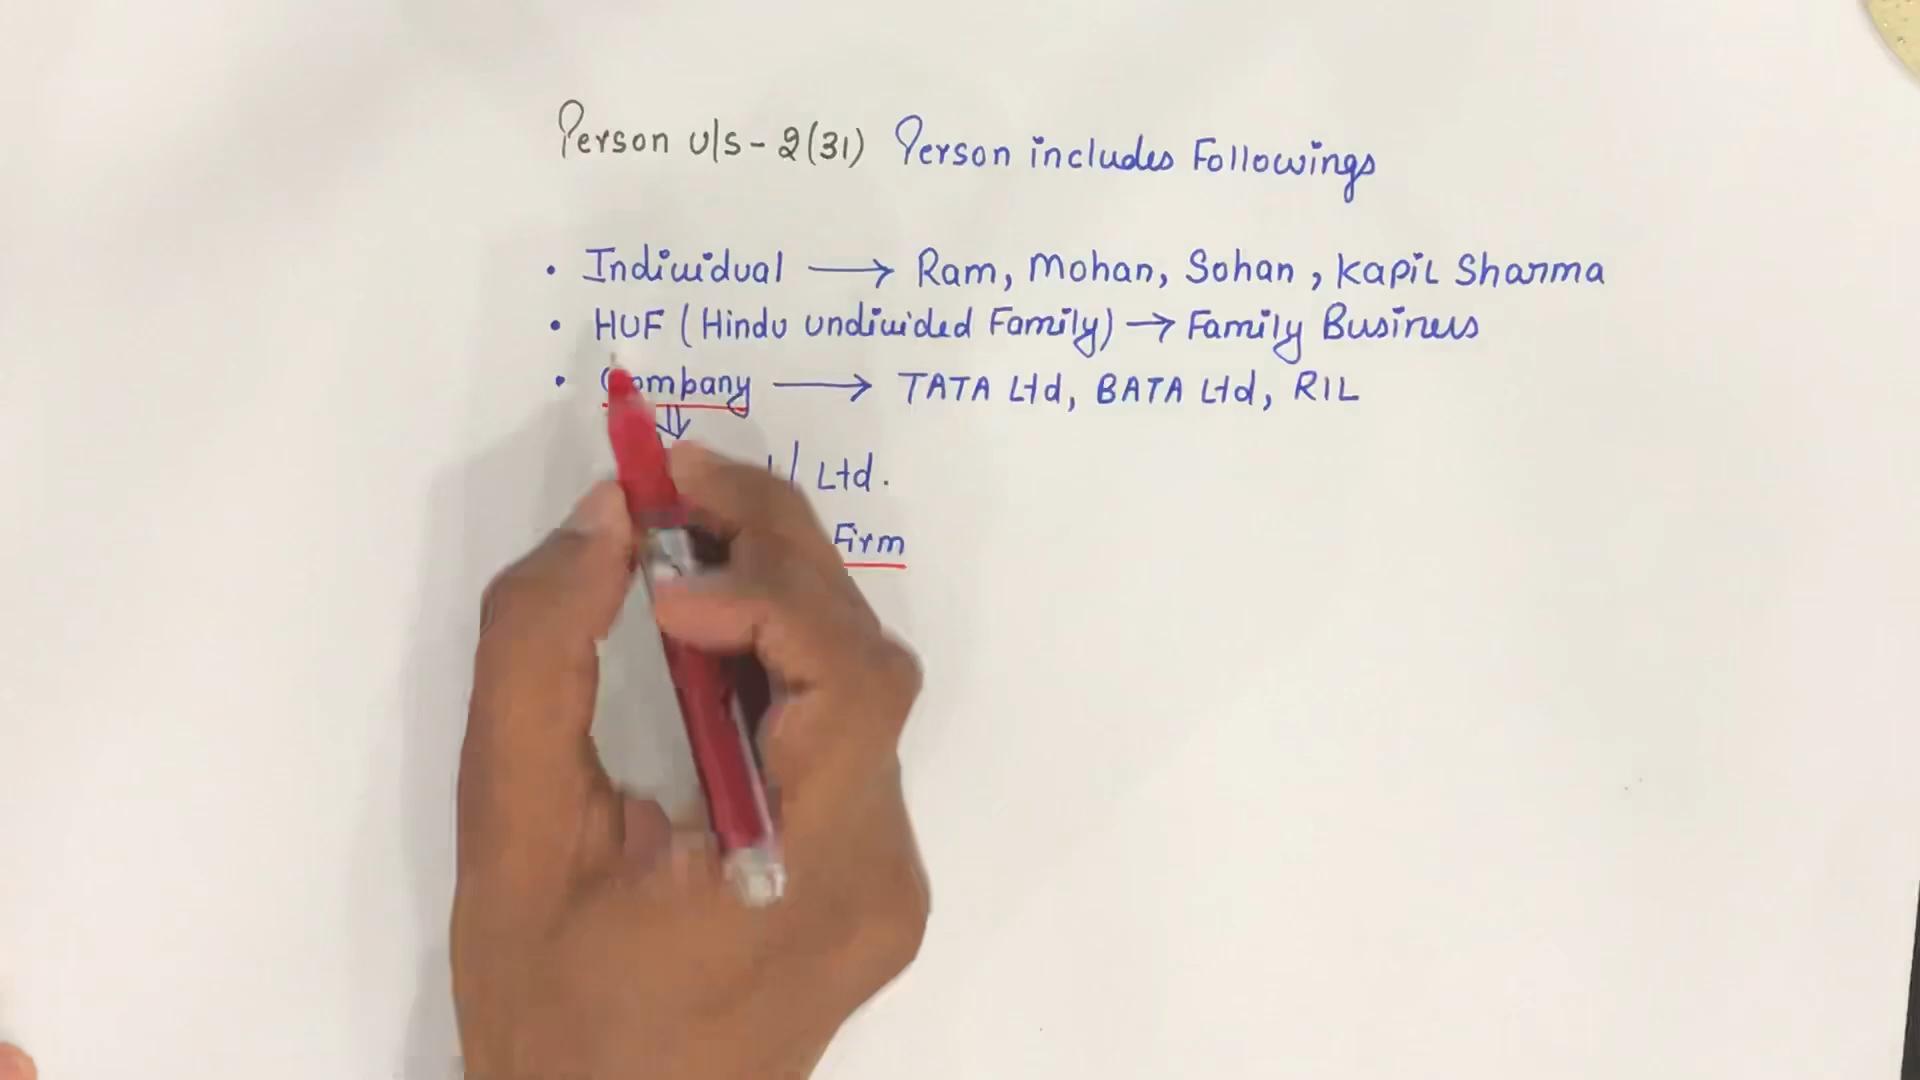 Person u/s - 2(31) Person includes Followings
• Individual → Ram, Mohan, Sohan, Kapil Sharma
• HUF (Hindu undivided Family) → Family Business
• Company → TATA Ltd, BATA Ltd, RIL
⇓
/ Ltd.
Firm